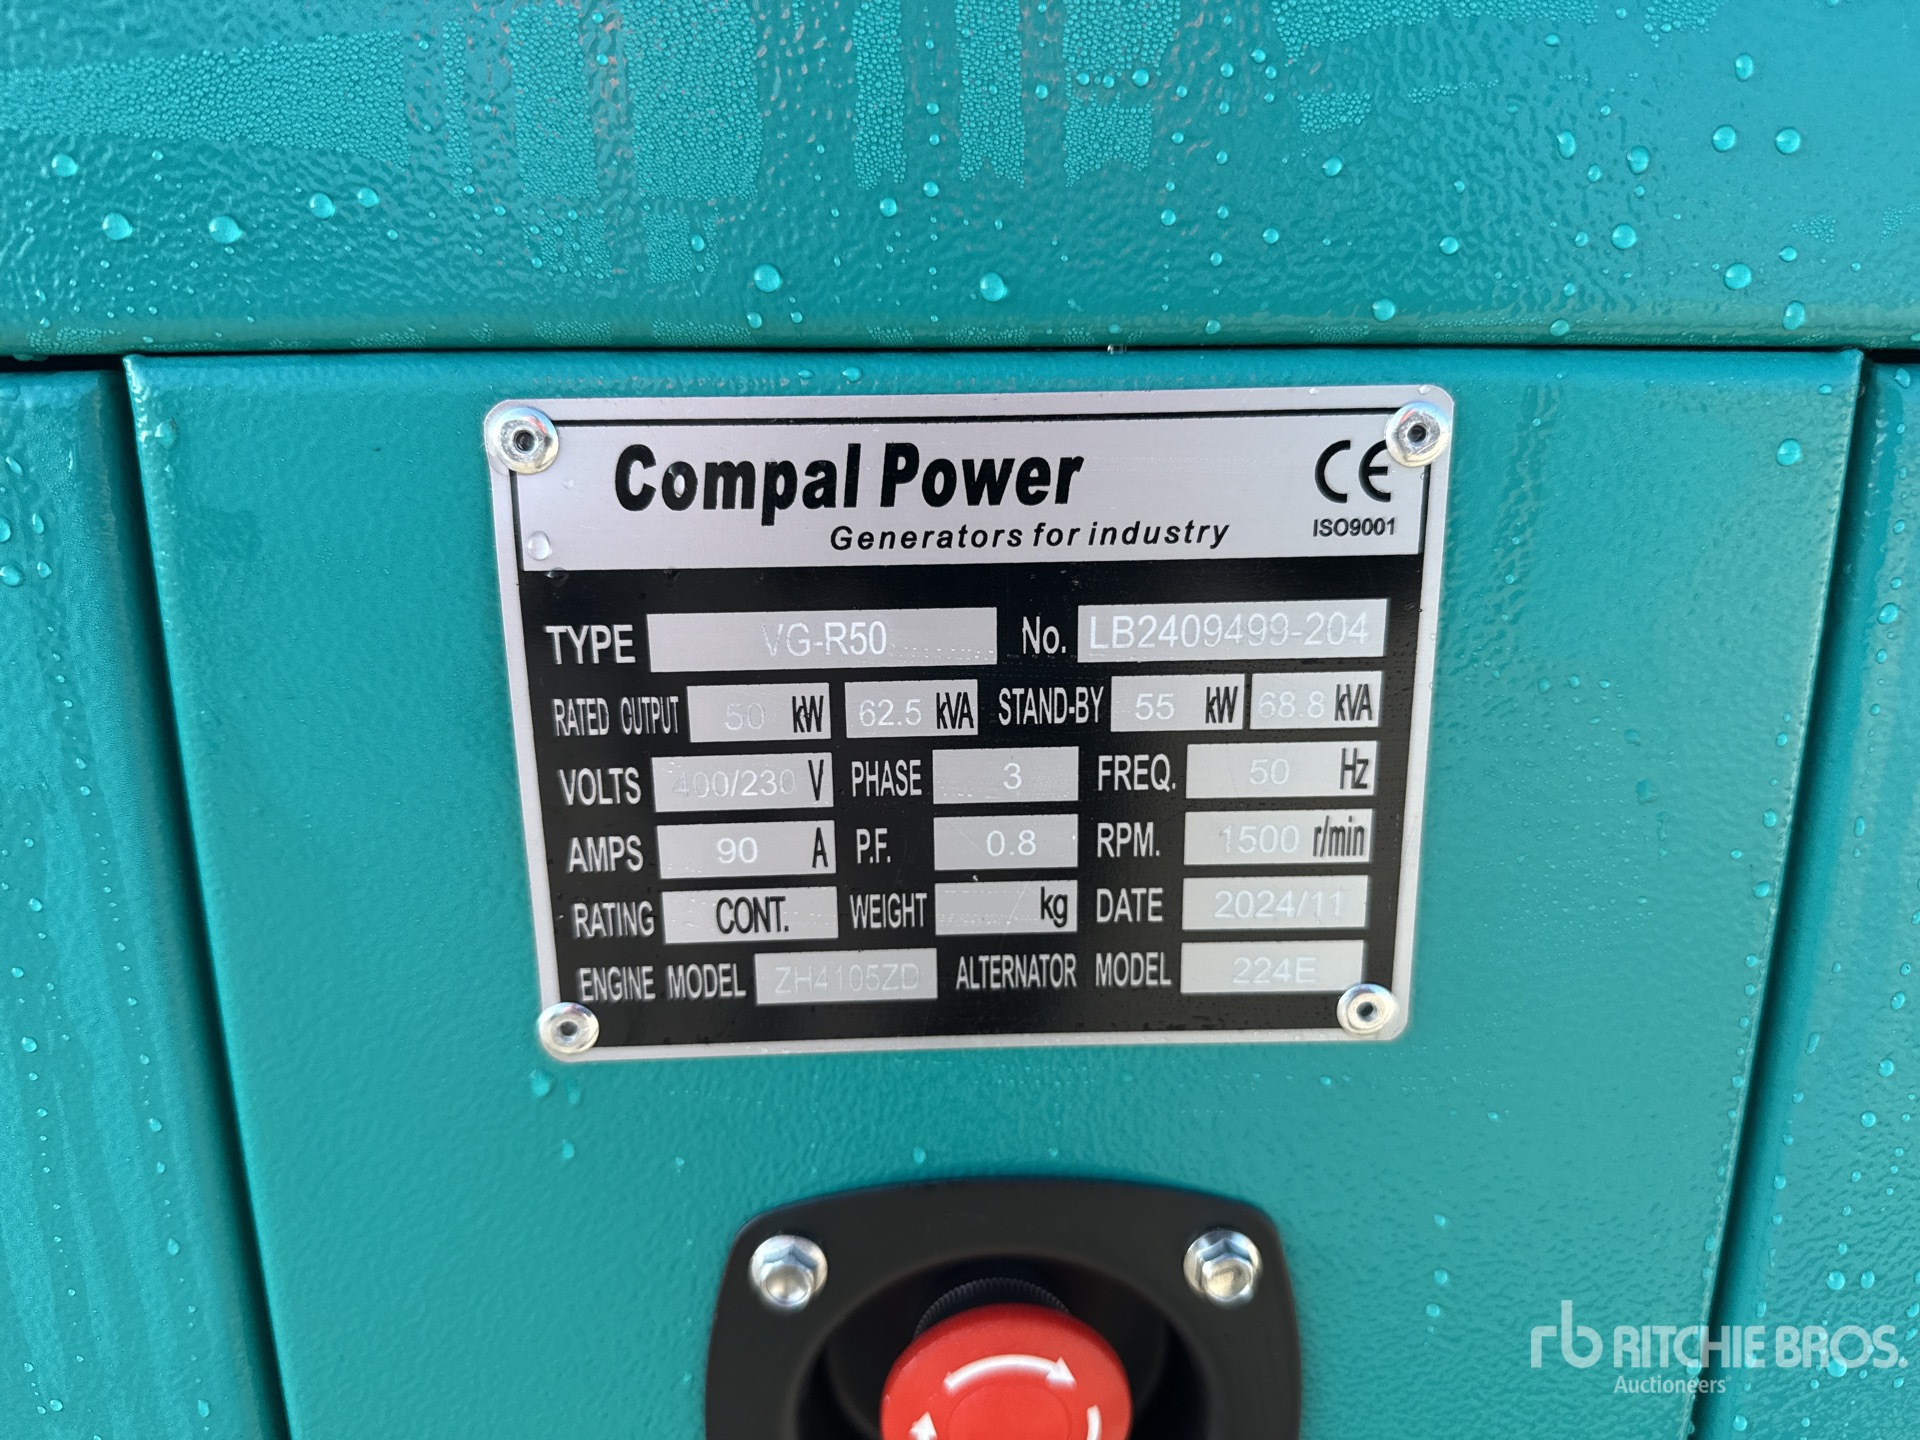 Compal Power
Generators for industry
CE
ISO9001
TYPE VG-R50 No. LB2409499-204
RATED OUTPUT 50 kW 62.5 kVA STAND-BY 55 kW 68.8 kVA
VOLTS 400/230 V PHASE 3 FREQ. 50 Hz
AMPS 90 A P.F. 0.8 RPM. 1500 r/min
RATING CONT. WEIGHT / kg DATE 2024/11
ENGINE MODEL ZH4105ZD ALTERNATOR MODEL 224E
rb RITCHIE BROS.
Auctioneers